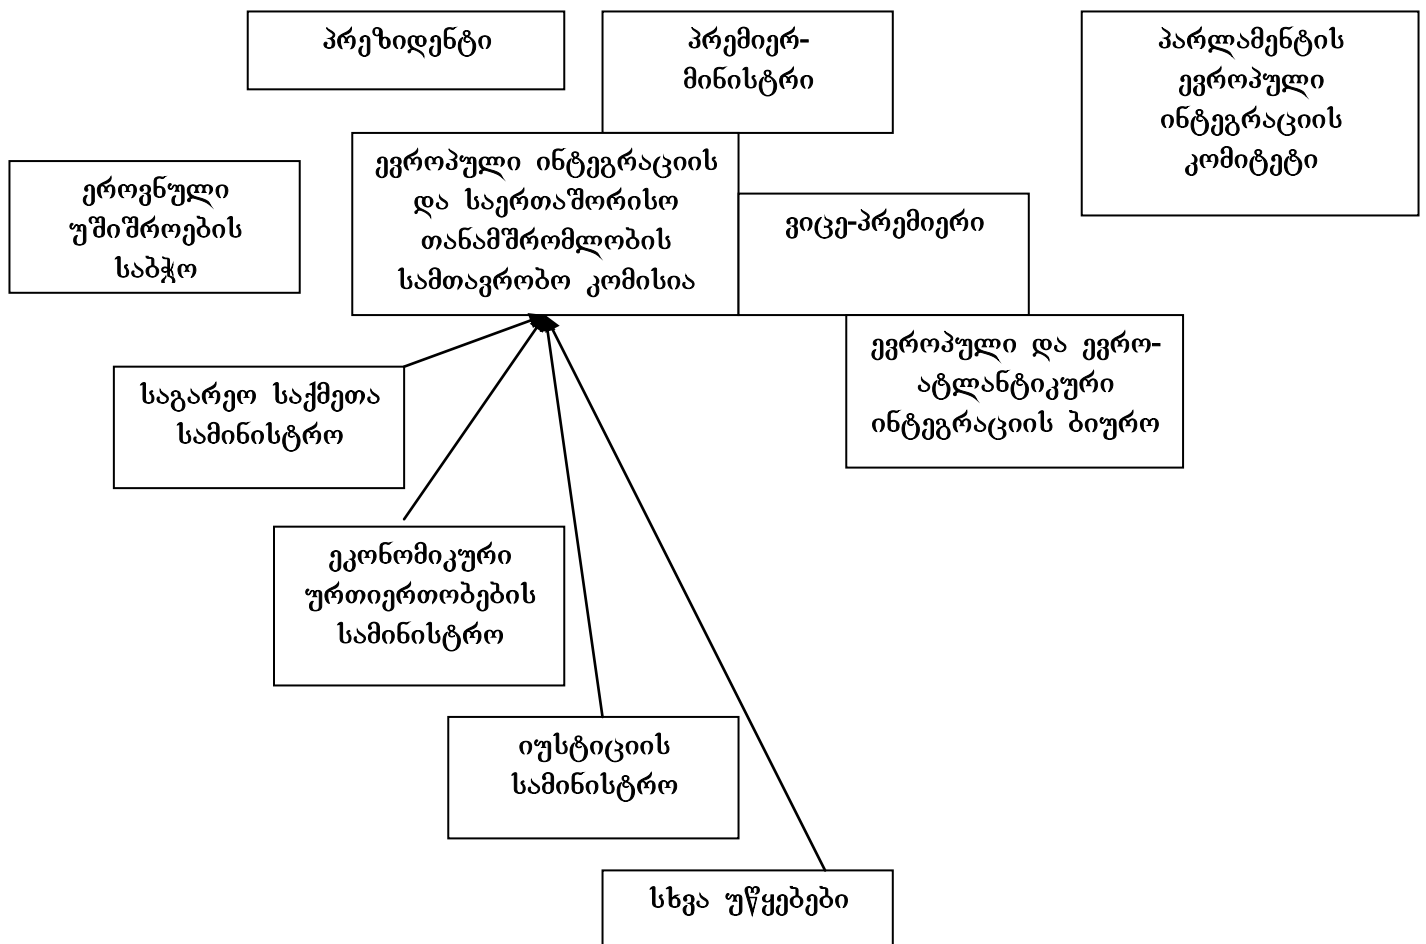 პრეზიდენტი
პრემიერ-
მინისტრი
პარლამენტის
ევროპული
ინტეგრაციის
კომიტეტი
ევროპული ინტეგრაციის
და საერთაშორისო
თანამშრომლობის
სამთავრობო კომისია
ეროვნული
უშიშროების
საბჭო
ვიცე-პრემიერი
ევროპული და ევრო-
ატლანტიკური
ინტეგრაციის ბიურო
საგარეო საქმეთა
სამინისტრო
ეკონომიკური
ურთიერთობების
სამინისტრო
იუსტიციის
სამინისტრო
სხვა უწყებები